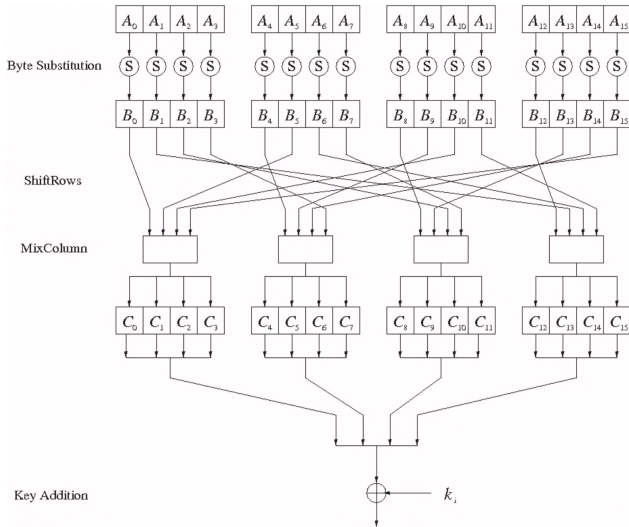 A₀ A₁ A₂ A₃ A₄ A₅ A₆ A₇ A₈ A₉ A₁₀ A₁₁ A₁₂ A₁₃ A₁₄ A₁₅
Byte Substitution S S S S S S S S S S S S S S S S
B₀ B₁ B₂ B₃ B₄ B₅ B₆ B₇ B₈ B₉ B₁₀ B₁₁ B₁₂ B₁₃ B₁₄ B₁₅
ShiftRows
MixColumn
C₀ C₁ C₂ C₃ C₄ C₅ C₆ C₇ C₈ C₉ C₁₀ C₁₁ C₁₂ C₁₃ C₁₄ C₁₅
Key Addition kᵢ